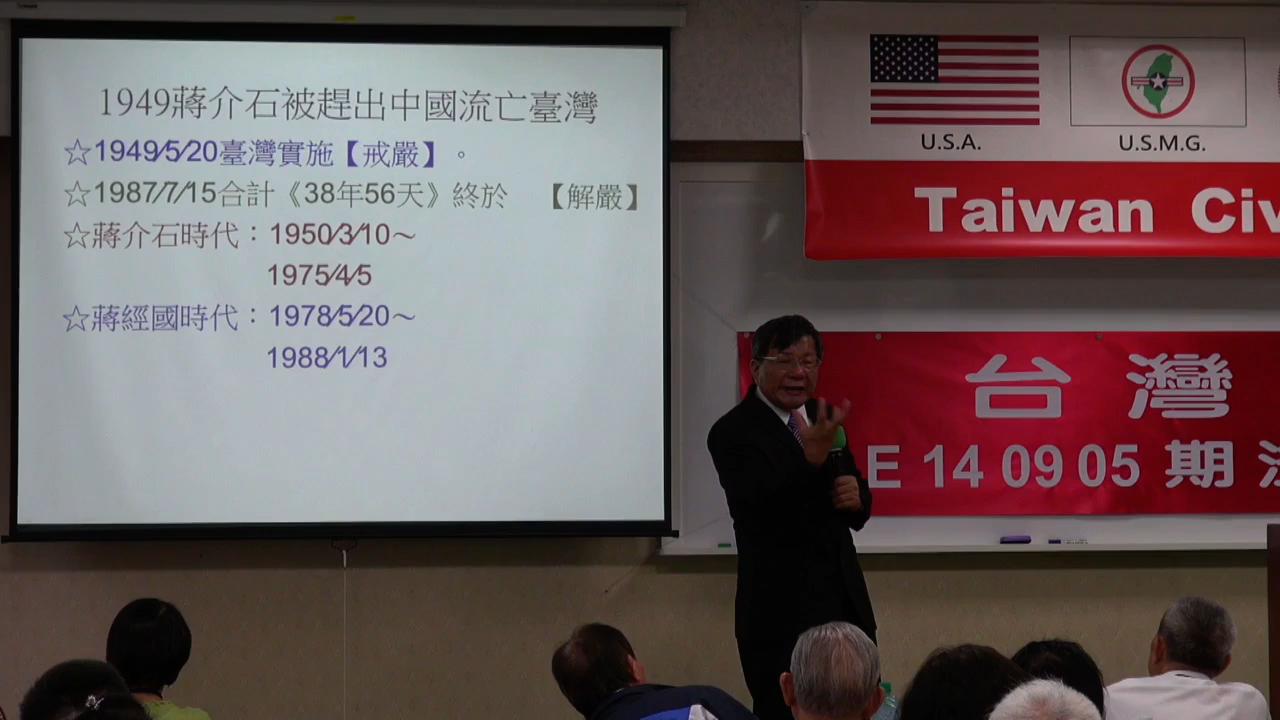 1949蔣介石被趕出中國流亡臺灣
☆1949/5/20臺灣實施【戒嚴】。
☆1987/7/15合計《38年56天》終於 【解嚴】
☆蔣介石時代：1950/3/10～
1975/4/5
☆蔣經國時代：1978/5/20～
1988/1/13
U.S.A.
U.S.M.G.
Taiwan Civ
台灣
E 14 09 05 期